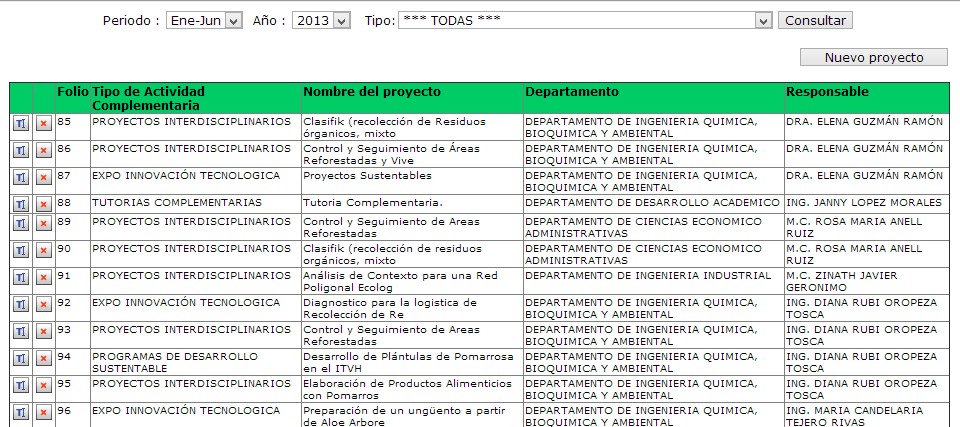 Periodo : Ene-Jun Año : 2013 Tipo: *** TODAS *** Consultar
Nuevo proyecto
Folio Tipo de Actividad Complementaria Nombre del proyecto Departamento Responsable
85 PROYECTOS INTERDISCIPLINARIOS Clasifik (recolección de Residuos órganicos, mixto DEPARTAMENTO DE INGENIERIA QUIMICA, BIOQUIMICA Y AMBIENTAL DRA. ELENA GUZMÁN RAMÓN
86 PROYECTOS INTERDISCIPLINARIOS Control y Seguimiento de Áreas Reforestadas y Vive DEPARTAMENTO DE INGENIERIA QUIMICA, BIOQUIMICA Y AMBIENTAL DRA. ELENA GUZMÁN RAMÓN
87 EXPO INNOVACIÓN TECNOLOGICA Proyectos Sustentables DEPARTAMENTO DE INGENIERIA QUIMICA, BIOQUIMICA Y AMBIENTAL DRA. ELENA GUZMÁN RAMÓN
88 TUTORIAS COMPLEMENTARIAS Tutoria Complementaria. DEPARTAMENTO DE DESARROLLO ACADEMICO ING. JANNY LOPEZ MORALES
89 PROYECTOS INTERDISCIPLINARIOS Control y Seguimiento de Areas Reforestadas DEPARTAMENTO DE CIENCIAS ECONOMICO ADMINISTRATIVAS M.C. ROSA MARIA ANELL RUIZ
90 PROYECTOS INTERDISCIPLINARIOS Clasifik (recolección de residuos orgánicos, mixto DEPARTAMENTO DE CIENCIAS ECONOMICO ADMINISTRATIVAS M.C. ROSA MARIA ANELL RUIZ
91 PROYECTOS INTERDISCIPLINARIOS Análisis de Contexto para una Red Poligonal Ecolog DEPARTAMENTO DE INGENIERIA INDUSTRIAL M.C. ZINATH JAVIER GERONIMO
92 EXPO INNOVACIÓN TECNOLOGICA Diagnostico para la logistica de Recolección de Re DEPARTAMENTO DE INGENIERIA QUIMICA, BIOQUIMICA Y AMBIENTAL ING. DIANA RUBI OROPEZA TOSCA
93 PROYECTOS INTERDISCIPLINARIOS Control y Seguimiento de Areas Reforestadas DEPARTAMENTO DE INGENIERIA QUIMICA, BIOQUIMICA Y AMBIENTAL ING. DIANA RUBI OROPEZA TOSCA
94 PROGRAMAS DE DESARROLLO SUSTENTABLE Desarrollo de Plántulas de Pomarrosa en el ITVH DEPARTAMENTO DE INGENIERIA QUIMICA, BIOQUIMICA Y AMBIENTAL ING. DIANA RUBI OROPEZA TOSCA
95 PROYECTOS INTERDISCIPLINARIOS Elaboración de Productos Alimenticios con Pomarros DEPARTAMENTO DE INGENIERIA QUIMICA, BIOQUIMICA Y AMBIENTAL ING. DIANA RUBI OROPEZA TOSCA
96 EXPO INNOVACIÓN TECNOLOGICA Preparación de un ungüento a partir de Aloe Arbore DEPARTAMENTO DE INGENIERIA QUIMICA, BIOQUIMICA Y AMBIENTAL ING. MARIA CANDELARIA TEJERO RIVAS